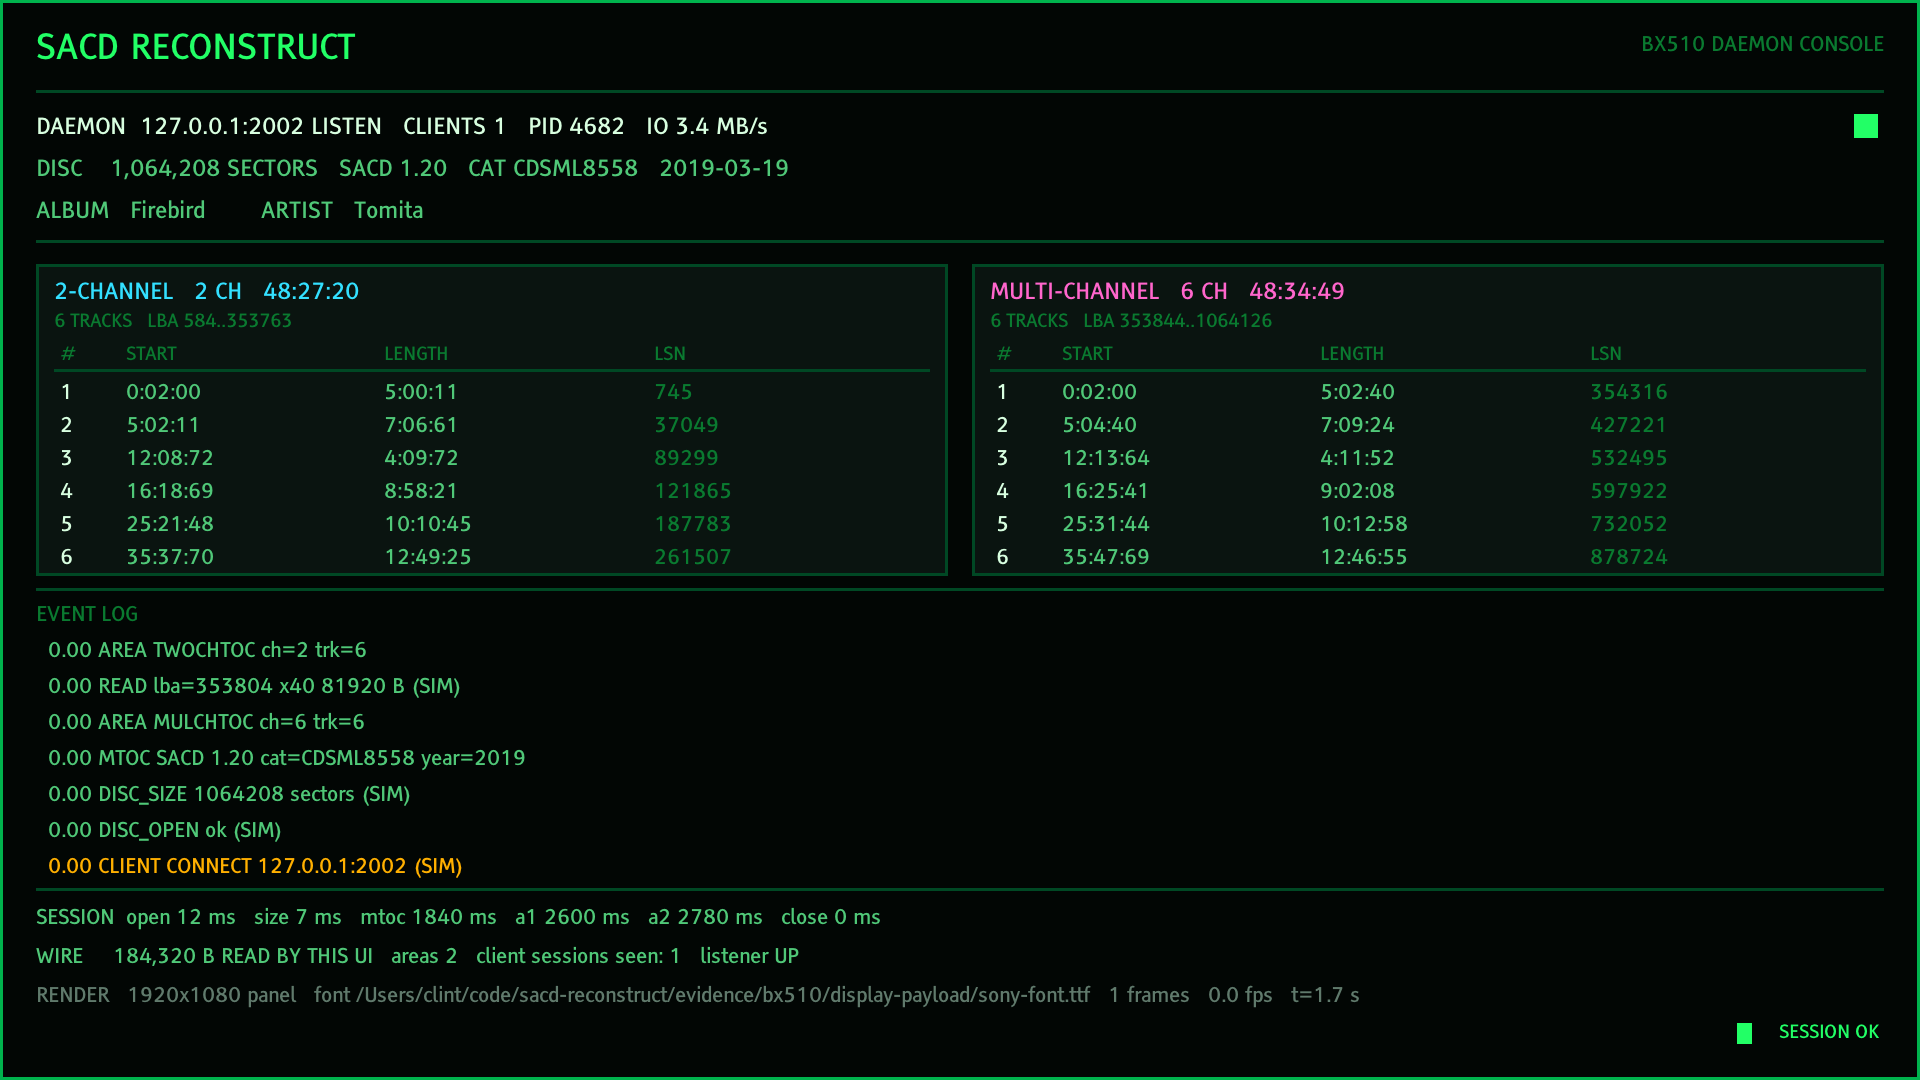 SACD RECONSTRUCT
BX510 DAEMON CONSOLE
DAEMON 127.0.0.1:2002 LISTEN CLIENTS 1 PID 4682 IO 3.4 MB/s
DISC 1,064,208 SECTORS SACD 1.20 CAT CDSML8558 2019-03-19
ALBUM Firebird ARTIST Tomita
2-CHANNEL 2 CH 48:27:20
6 TRACKS LBA 584..353763
# START LENGTH LSN
1 0:02:00 5:00:11 745
2 5:02:11 7:06:61 37049
3 12:08:72 4:09:72 89299
4 16:18:69 8:58:21 121865
5 25:21:48 10:10:45 187783
6 35:37:70 12:49:25 261507
MULTI-CHANNEL 6 CH 48:34:49
6 TRACKS LBA 353844..1064126
# START LENGTH LSN
1 0:02:00 5:02:40 354316
2 5:04:40 7:09:24 427221
3 12:13:64 4:11:52 532495
4 16:25:41 9:02:08 597922
5 25:31:44 10:12:58 732052
6 35:47:69 12:46:55 878724
EVENT LOG
0.00 AREA TWOCHTOC ch=2 trk=6
0.00 READ lba=353804 x40 81920 B (SIM)
0.00 AREA MULCHTOC ch=6 trk=6
0.00 MTOC SACD 1.20 cat=CDSML8558 year=2019
0.00 DISC_SIZE 1064208 sectors (SIM)
0.00 DISC_OPEN ok (SIM)
0.00 CLIENT CONNECT 127.0.0.1:2002 (SIM)
SESSION open 12 ms size 7 ms mtoc 1840 ms a1 2600 ms a2 2780 ms close 0 ms
WIRE 184,320 B READ BY THIS UI areas 2 client sessions seen: 1 listener UP
RENDER 1920x1080 panel font /Users/clint/code/sacd-reconstruct/evidence/bx510/display-payload/sony-font.ttf 1 frames 0.0 fps t=1.7 s
SESSION OK